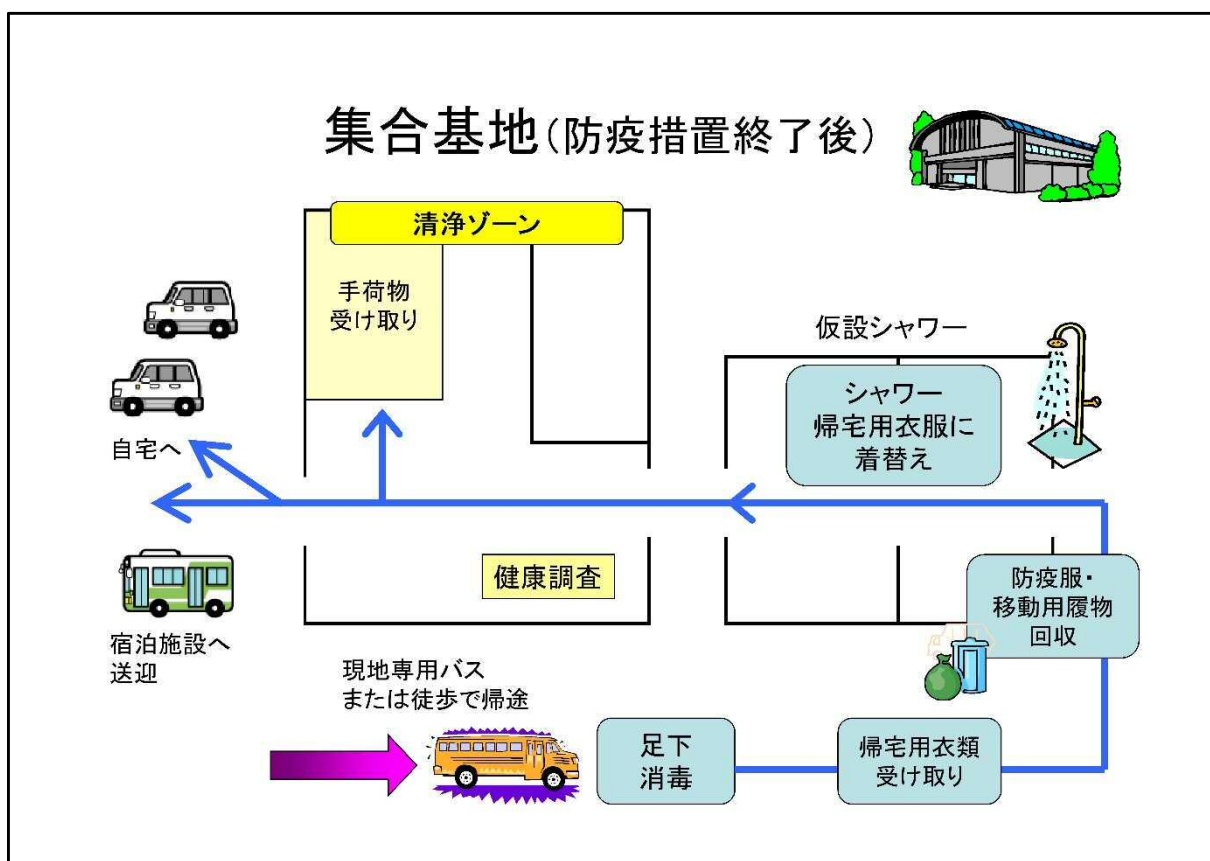 集合基地(防疫措置終了後)
清浄ゾーン
手荷物
受け取り
仮設シャワー
シャワー
帰宅用衣服に
着替え
自宅へ
健康調査
防疫服・
移動用履物
回収
宿泊施設へ
送迎
現地専用バス
または徒歩で帰途
足下
消毒
帰宅用衣類
受け取り